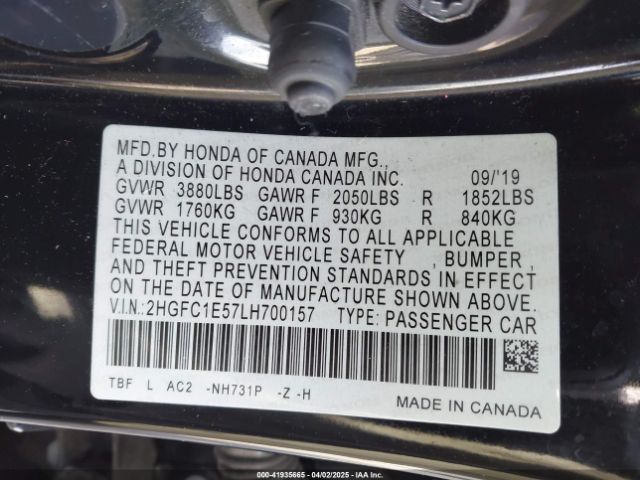 MFD.BY HONDA OF CANADA MFG.,
A DIVISION OF HONDA CANADA INC. 09/'19
GVWR 3880LBS GAWR F 2050LBS R 1852LBS
GVWR 1760KG GAWR F 930KG R 840KG
THIS VEHICLE CONFORMS TO ALL APPLICABLE
FEDERAL MOTOR VEHICLE SAFETY , BUMPER,
AND THEFT PREVENTION STANDARDS IN EFFECT
ON THE DATE OF MANUFACTURE SHOWN ABOVE.
V.I.N.: 2HGFC1E57LH700157 TYPE: PASSENGER CAR
TBF L AC2 -NH731P -Z -H
MADE IN CANADA
000-41935665 - 04/02/2025 - IAA Inc.